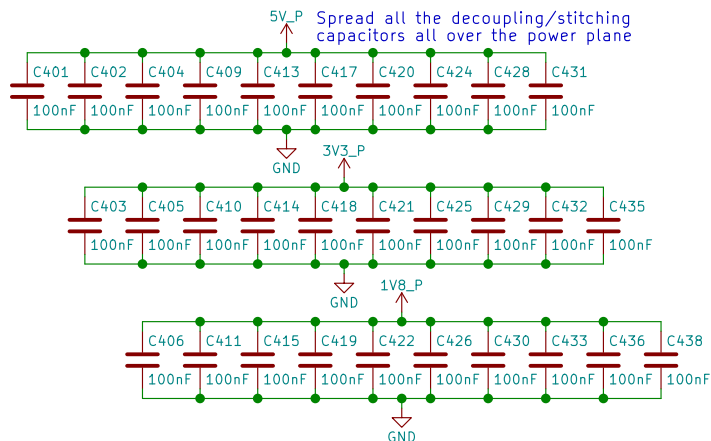 5V_P Spread all the decoupling/stitching
capacitors all over the power plane
C401 C402 C404 C409 C413 C417 C420 C424 C428 C431
100nF 100nF 100nF 100nF 100nF 100nF 100nF 100nF 100nF 100nF
GND
3V3_P
C403 C405 C410 C414 C418 C421 C425 C429 C432 C435
100nF 100nF 100nF 100nF 100nF 100nF 100nF 100nF 100nF 100nF
GND
1V8_P
C406 C411 C415 C419 C422 C426 C430 C433 C436 C438
100nF 100nF 100nF 100nF 100nF 100nF 100nF 100nF 100nF 100nF
GND